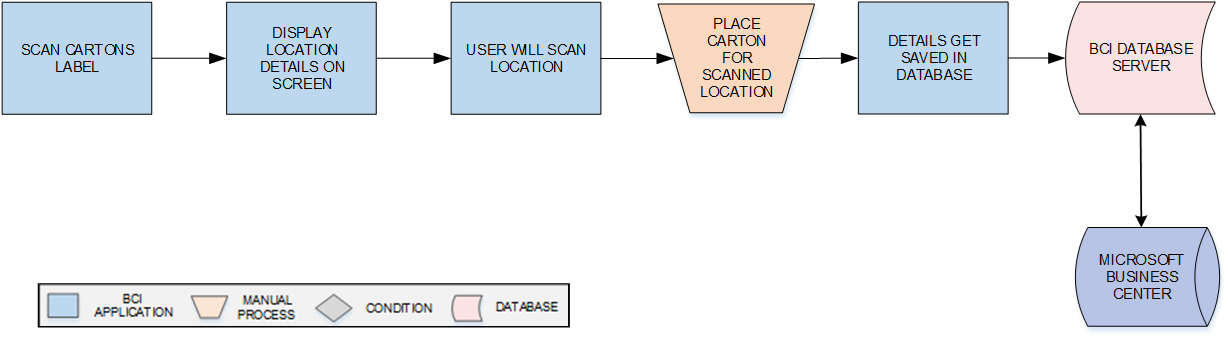 SCAN CARTONS
LABEL
DISPLAY
LOCATION
DETAILS ON
SCREEN
USER WILL SCAN
LOCATION
PLACE
CARTON
FOR
SCANNED
LOCATION
DETAILS GET
SAVED IN
DATABASE
BCI DATABASE
SERVER
MICROSOFT
BUSINESS
CENTER
BCI
APPLICATION
MANUAL
PROCESS
CONDITION
DATABASE